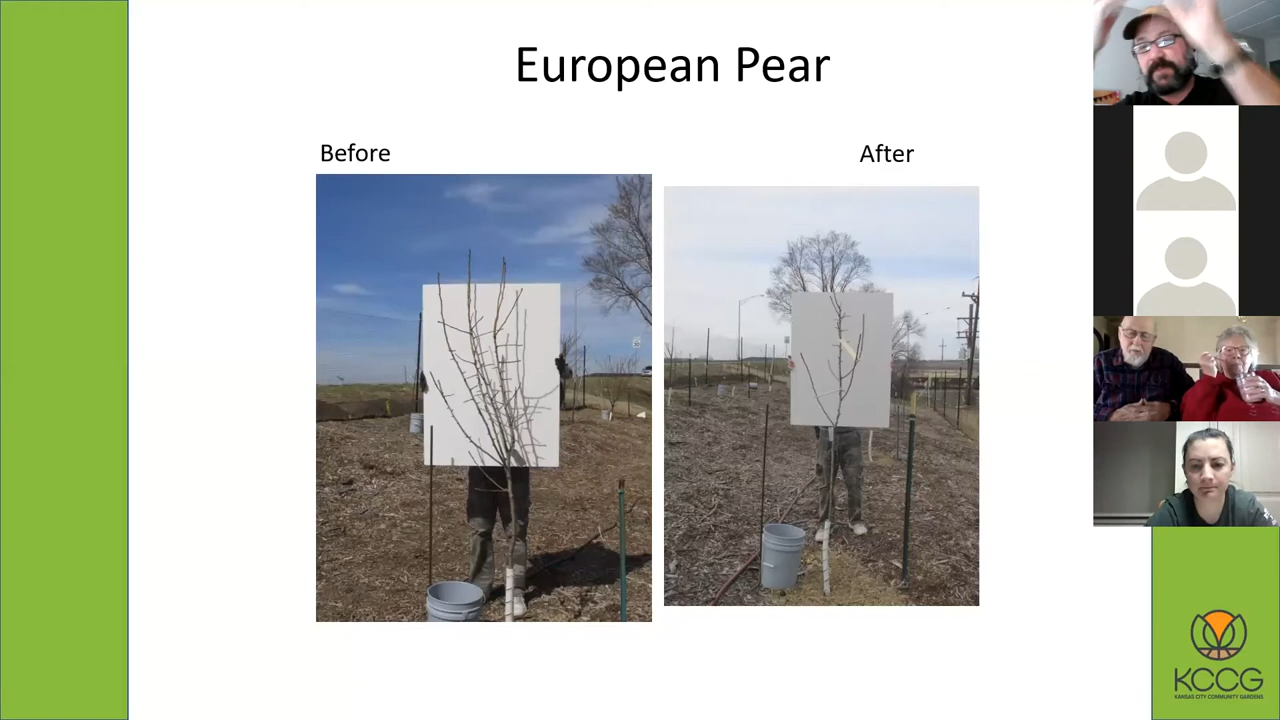 European Pear
Before
After
KCCG
KANSAS CITY COMMUNITY GARDENS